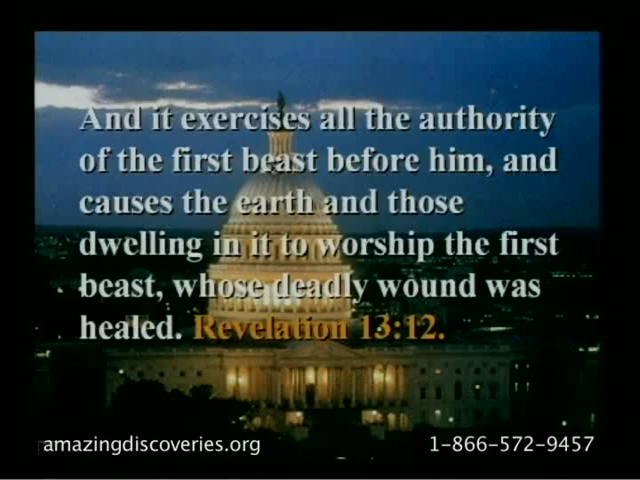 And it exercises all the authority
of the first beast before him, and
causes the earth and those
dwelling in it to worship the first
beast, whose deadly wound was
healed. Revelation 13:12.
amazingdiscoveries.org
1-866-572-9457